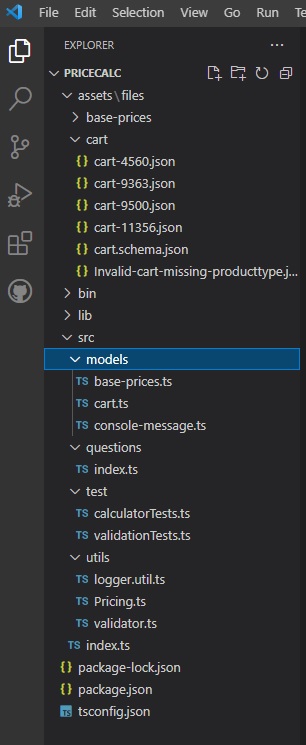 File Edit Selection View Go Run Te
EXPLORER
PRICECALC
assets\files
base-prices
cart
{} cart-4560.json
{} cart-9363.json
{} cart-9500.json
{} cart-11356.json
{} cart.schema.json
{} Invalid-cart-missing-producttype.j...
bin
lib
src
models
TS base-prices.ts
TS cart.ts
TS console-message.ts
questions
TS index.ts
test
TS calculatorTests.ts
TS validationTests.ts
utils
TS logger.util.ts
TS Pricing.ts
TS validator.ts
TS index.ts
{} package-lock.json
{} package.json
TS tsconfig.json